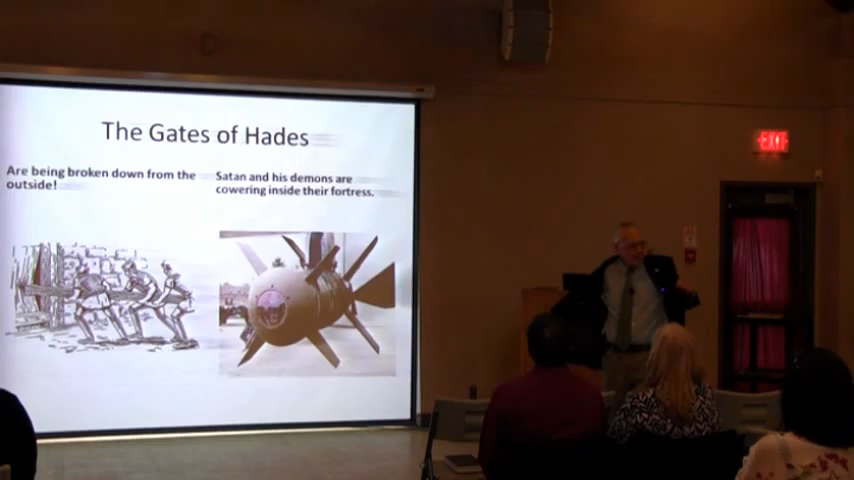 The Gates of Hades
Are being broken down from the
outside!
Satan and his demons are
cowering inside their fortress.
EXIT